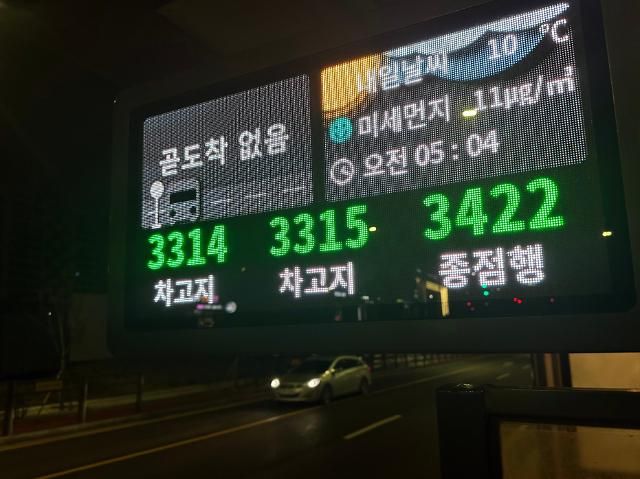 내일날씨 10 ℃
미세먼지 11㎍/㎥
오전 05 : 04
곧도착 없음
3314 3315 3422
차고지 차고지 종점행